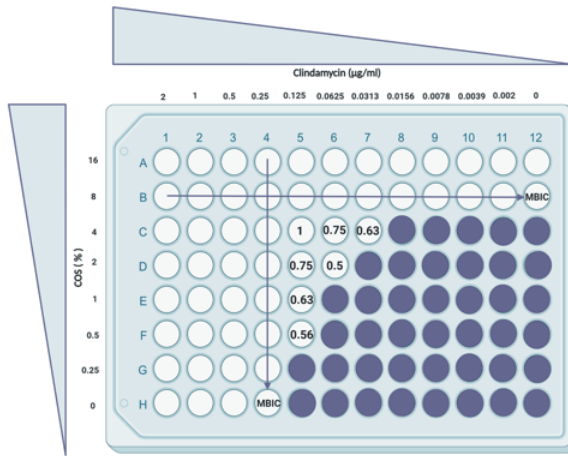 Clindamycin (µg/ml)
2 1 0.5 0.25 0.125 0.0625 0.0313 0.0156 0.0078 0.0039 0.002 0
1 2 3 4 5 6 7 8 9 10 11 12
16 A
8 B MBIC
4 C 1 0.75 0.63
2 D 0.75 0.5
1 E 0.63
0.5 F 0.56
0.25 G
0 H MBIC
COS ( % )